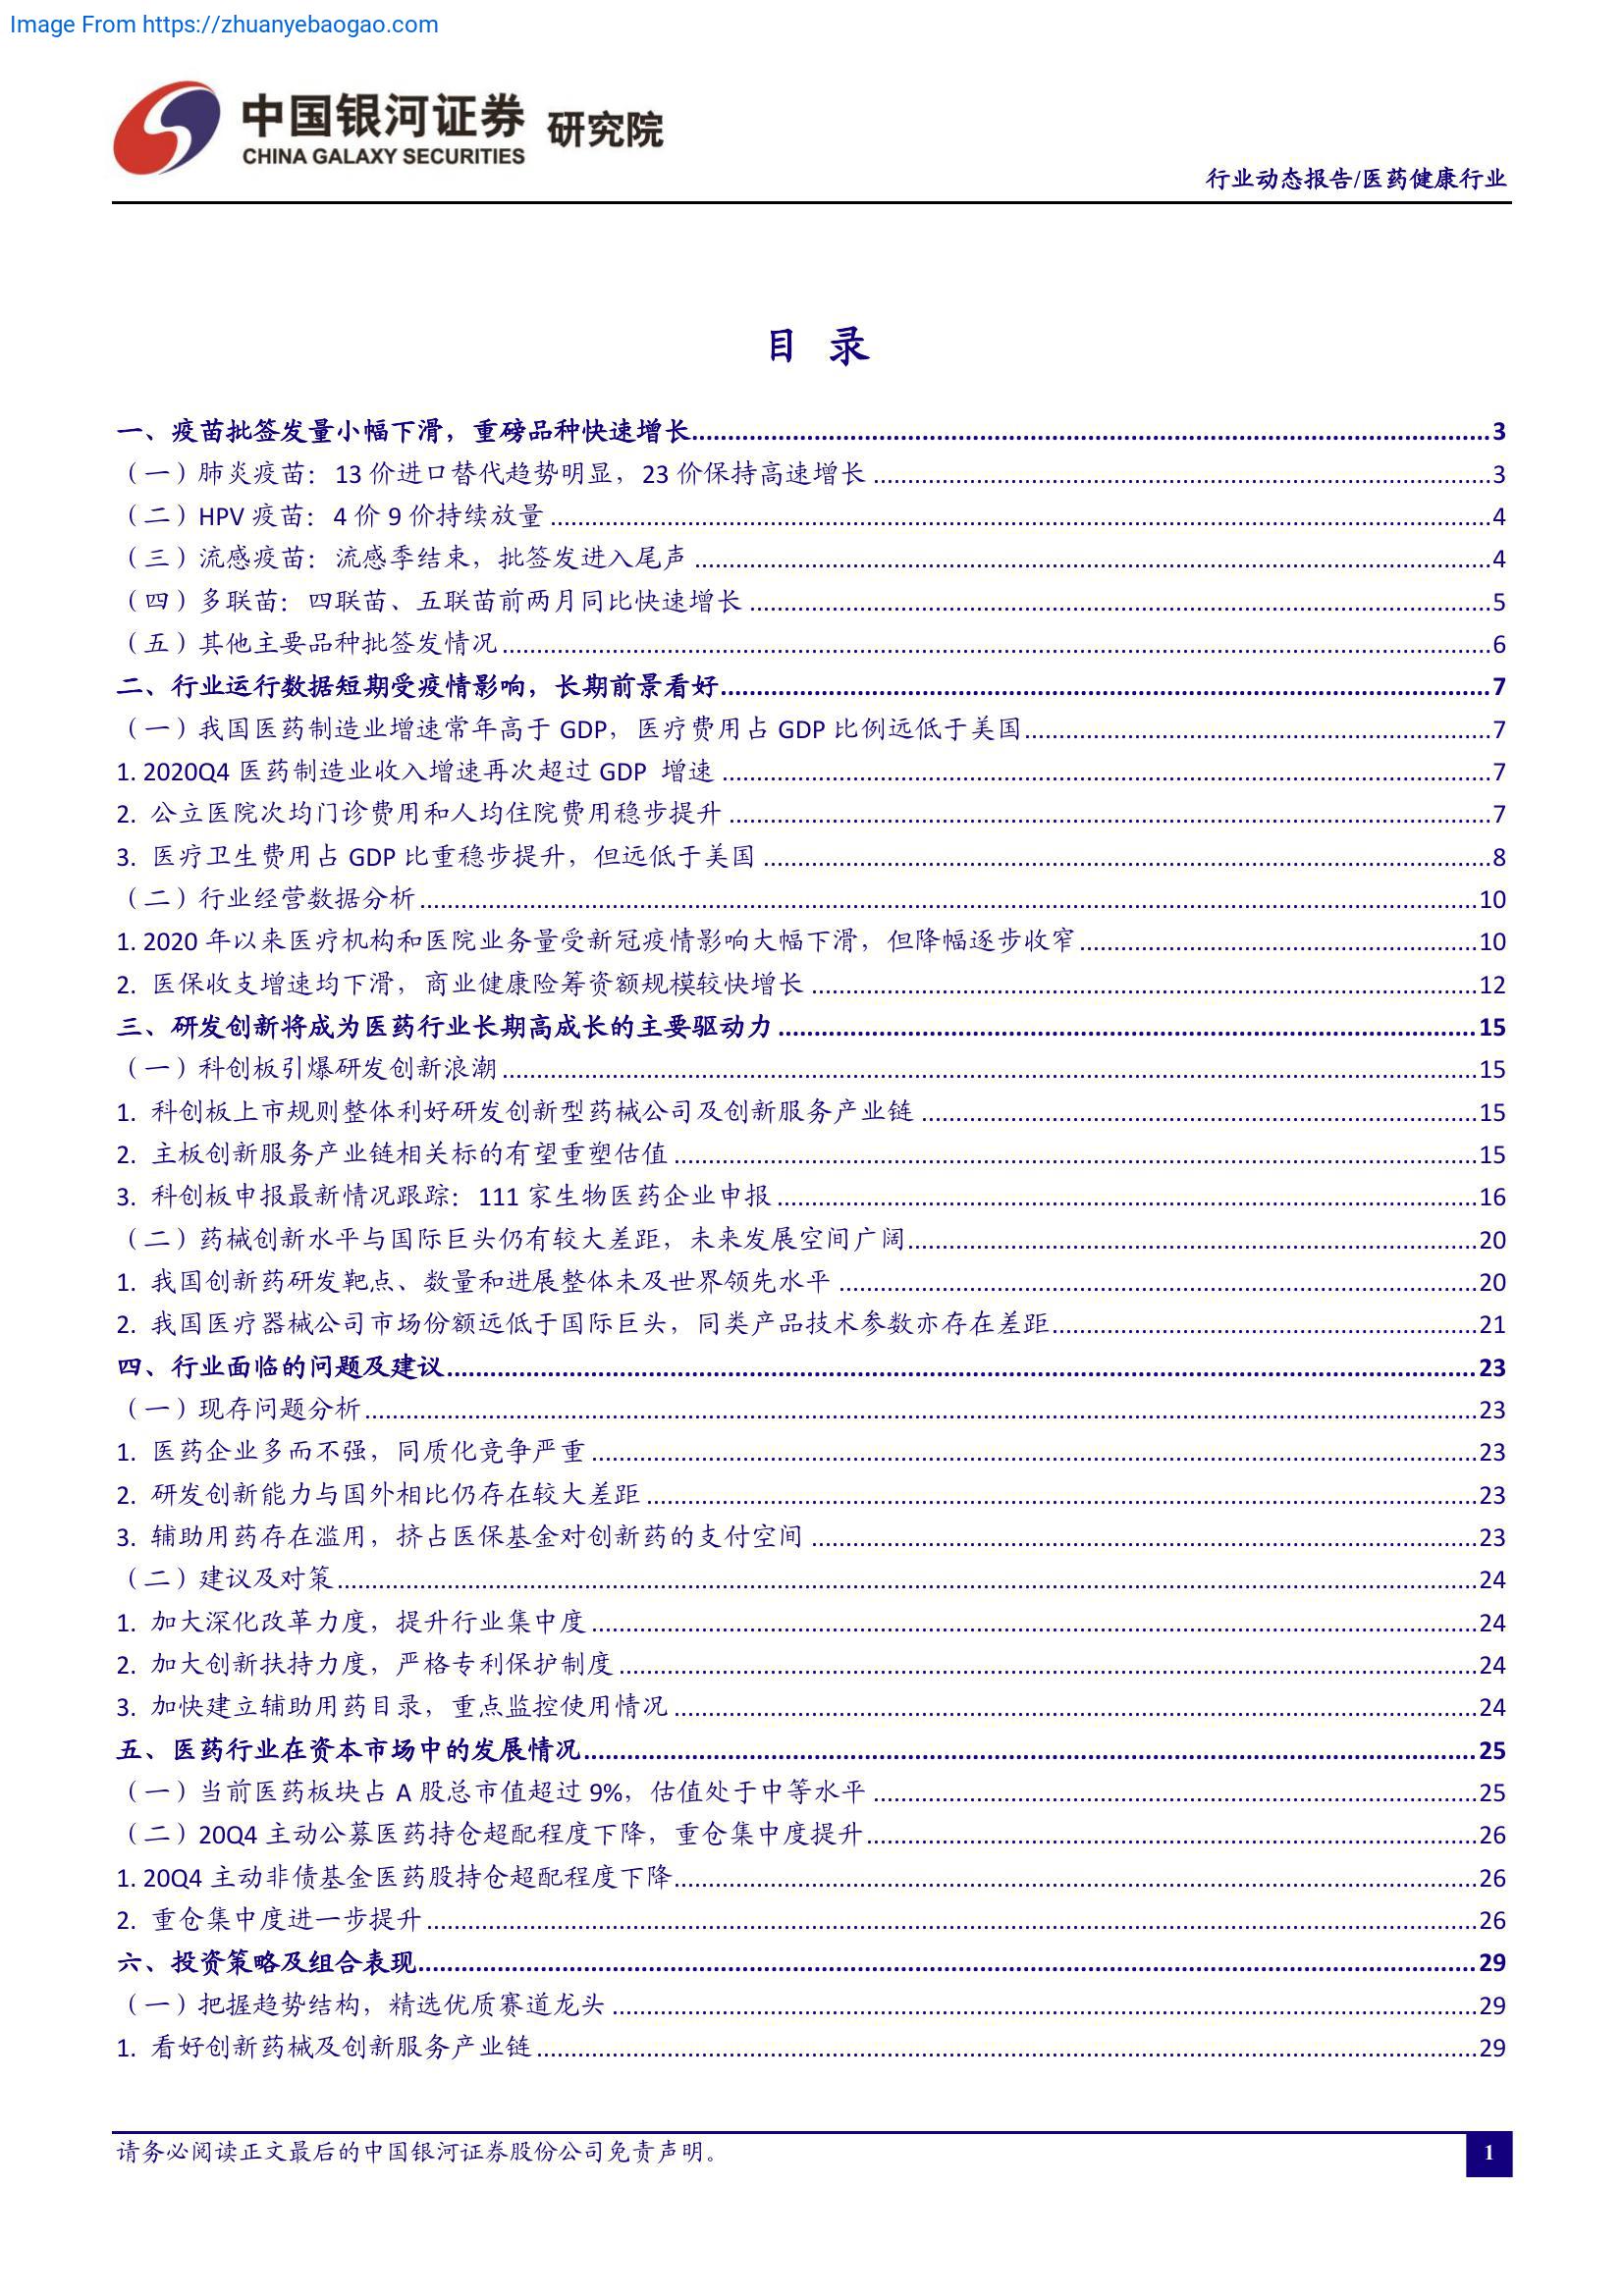 Image From https://zhuanyebaogao.com
中国银河证券 研究院
CHINA GALAXY SECURITIES
行业动态报告/医药健康行业
目 录
一、疫苗批签发量小幅下滑，重磅品种快速增长 3
（一）肺炎疫苗：13 价进口替代趋势明显，23 价保持高速增长 3
（二）HPV 疫苗：4 价 9 价持续放量 4
（三）流感疫苗：流感季结束，批签发进入尾声 4
（四）多联苗：四联苗、五联苗前两月同比快速增长 5
（五）其他主要品种批签发情况 6
二、行业运行数据短期受疫情影响，长期前景看好 7
（一）我国医药制造业增速常年高于 GDP，医疗费用占 GDP 比例远低于美国 7
1. 2020Q4 医药制造业收入增速再次超过 GDP 增速 7
2. 公立医院次均门诊费用和人均住院费用稳步提升 7
3. 医疗卫生费用占 GDP 比重稳步提升，但远低于美国 8
（二）行业经营数据分析 10
1. 2020 年以来医疗机构和医院业务量受新冠疫情影响大幅下滑，但降幅逐步收窄 10
2. 医保收支增速均下滑，商业健康险筹资额规模较快增长 12
三、研发创新将成为医药行业长期高成长的主要驱动力 15
（一）科创板引爆研发创新浪潮 15
1. 科创板上市规则整体利好研发创新型药械公司及创新服务产业链 15
2. 主板创新服务产业链相关标的有望重塑估值 15
3. 科创板申报最新情况跟踪：111 家生物医药企业申报 16
（二）药械创新水平与国际巨头仍有较大差距，未来发展空间广阔 20
1. 我国创新药研发靶点、数量和进展整体未及世界领先水平 20
2. 我国医疗器械公司市场份额远低于国际巨头，同类产品技术参数亦存在差距 21
四、行业面临的问题及建议 23
（一）现存问题分析 23
1. 医药企业多而不强，同质化竞争严重 23
2. 研发创新能力与国外相比仍存在较大差距 23
3. 辅助用药存在滥用，挤占医保基金对创新药的支付空间 23
（二）建议及对策 24
1. 加大深化改革力度，提升行业集中度 24
2. 加大创新扶持力度，严格专利保护制度 24
3. 加快建立辅助用药目录，重点监控使用情况 24
五、医药行业在资本市场中的发展情况 25
（一）当前医药板块占 A 股总市值超过 9%，估值处于中等水平 25
（二）20Q4 主动公募医药持仓超配程度下降，重仓集中度提升 26
1. 20Q4 主动非债基金医药股持仓超配程度下降 26
2. 重仓集中度进一步提升 26
六、投资策略及组合表现 29
（一）把握趋势结构，精选优质赛道龙头 29
1. 看好创新药械及创新服务产业链 29
请务必阅读正文最后的中国银河证券股份公司免责声明。
1